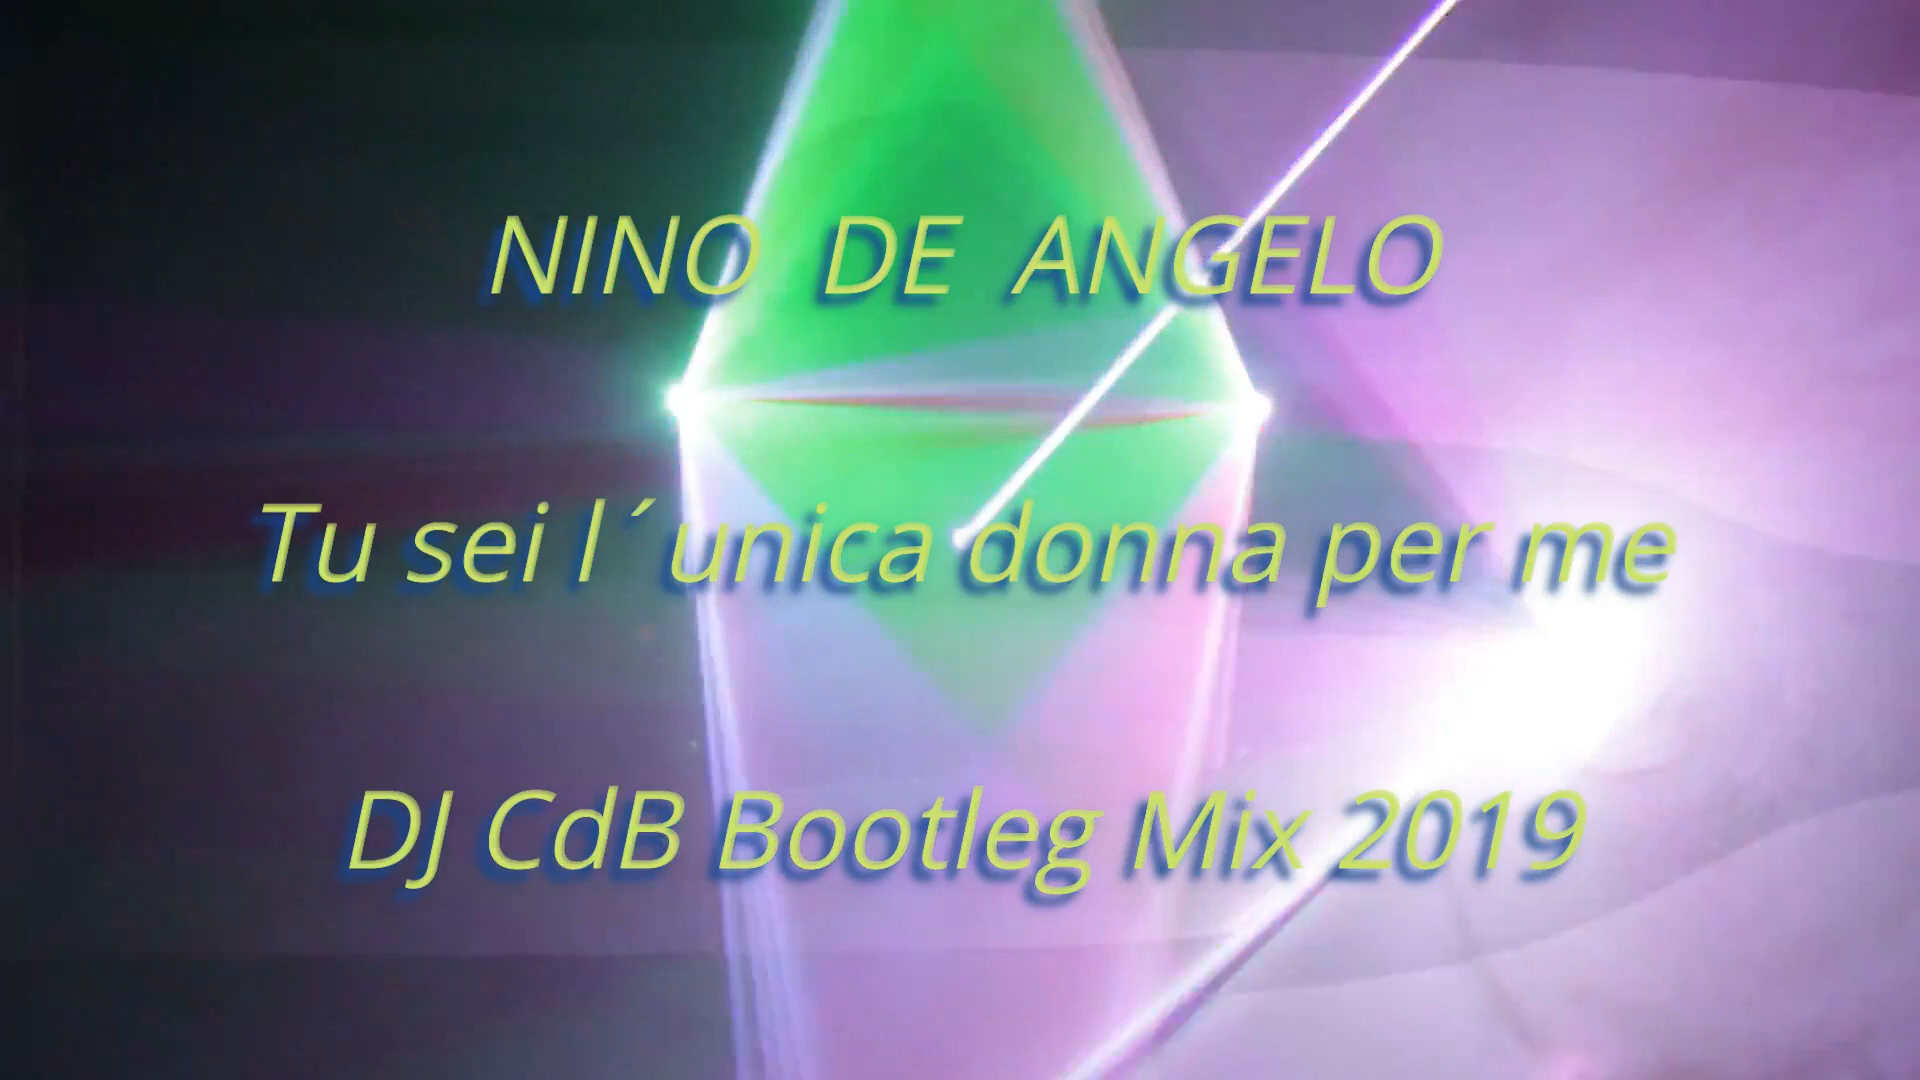 NINO DE ANGELO
Tu sei l´unica donna per me
DJ CdB Bootleg Mix 2019